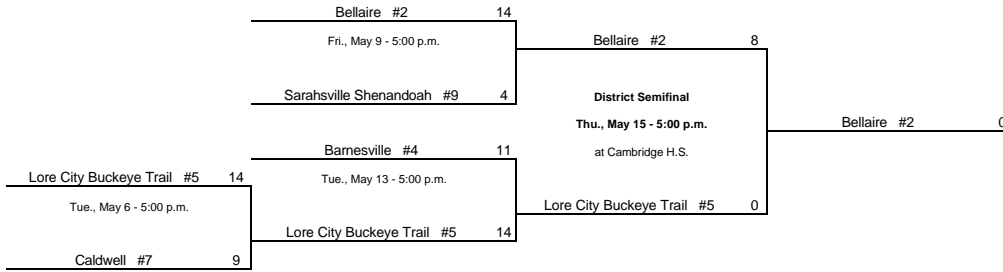 Bellaire #2 14
Fri., May 9 - 5:00 p.m.
Bellaire #2 8
Sarahsville Shenandoah #9 4
District Semifinal
Thu., May 15 - 5:00 p.m.
Bellaire #2 0
at Cambridge H.S.
Barnesville #4 11
Lore City Buckeye Trail #5 14
Tue., May 13 - 5:00 p.m.
Tue., May 6 - 5:00 p.m.
Lore City Buckeye Trail #5 0
Lore City Buckeye Trail #5 14
Caldwell #7 9